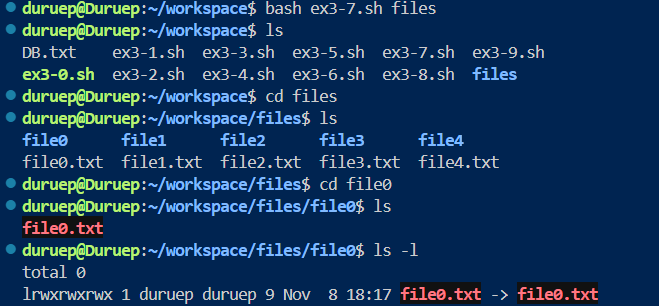 duruep@Duruep:~/workspace$ bash ex3-7.sh files
duruep@Duruep:~/workspace$ ls
DB.txt ex3-1.sh ex3-3.sh ex3-5.sh ex3-7.sh ex3-9.sh
ex3-0.sh ex3-2.sh ex3-4.sh ex3-6.sh ex3-8.sh files
duruep@Duruep:~/workspace$ cd files
duruep@Duruep:~/workspace/files$ ls
file0 file1 file2 file3 file4
file0.txt file1.txt file2.txt file3.txt file4.txt
duruep@Duruep:~/workspace/files$ cd file0
duruep@Duruep:~/workspace/files/file0$ ls
file0.txt
duruep@Duruep:~/workspace/files/file0$ ls -l
total 0
lrwxrwxrwx 1 duruep duruep 9 Nov 8 18:17 file0.txt -> file0.txt